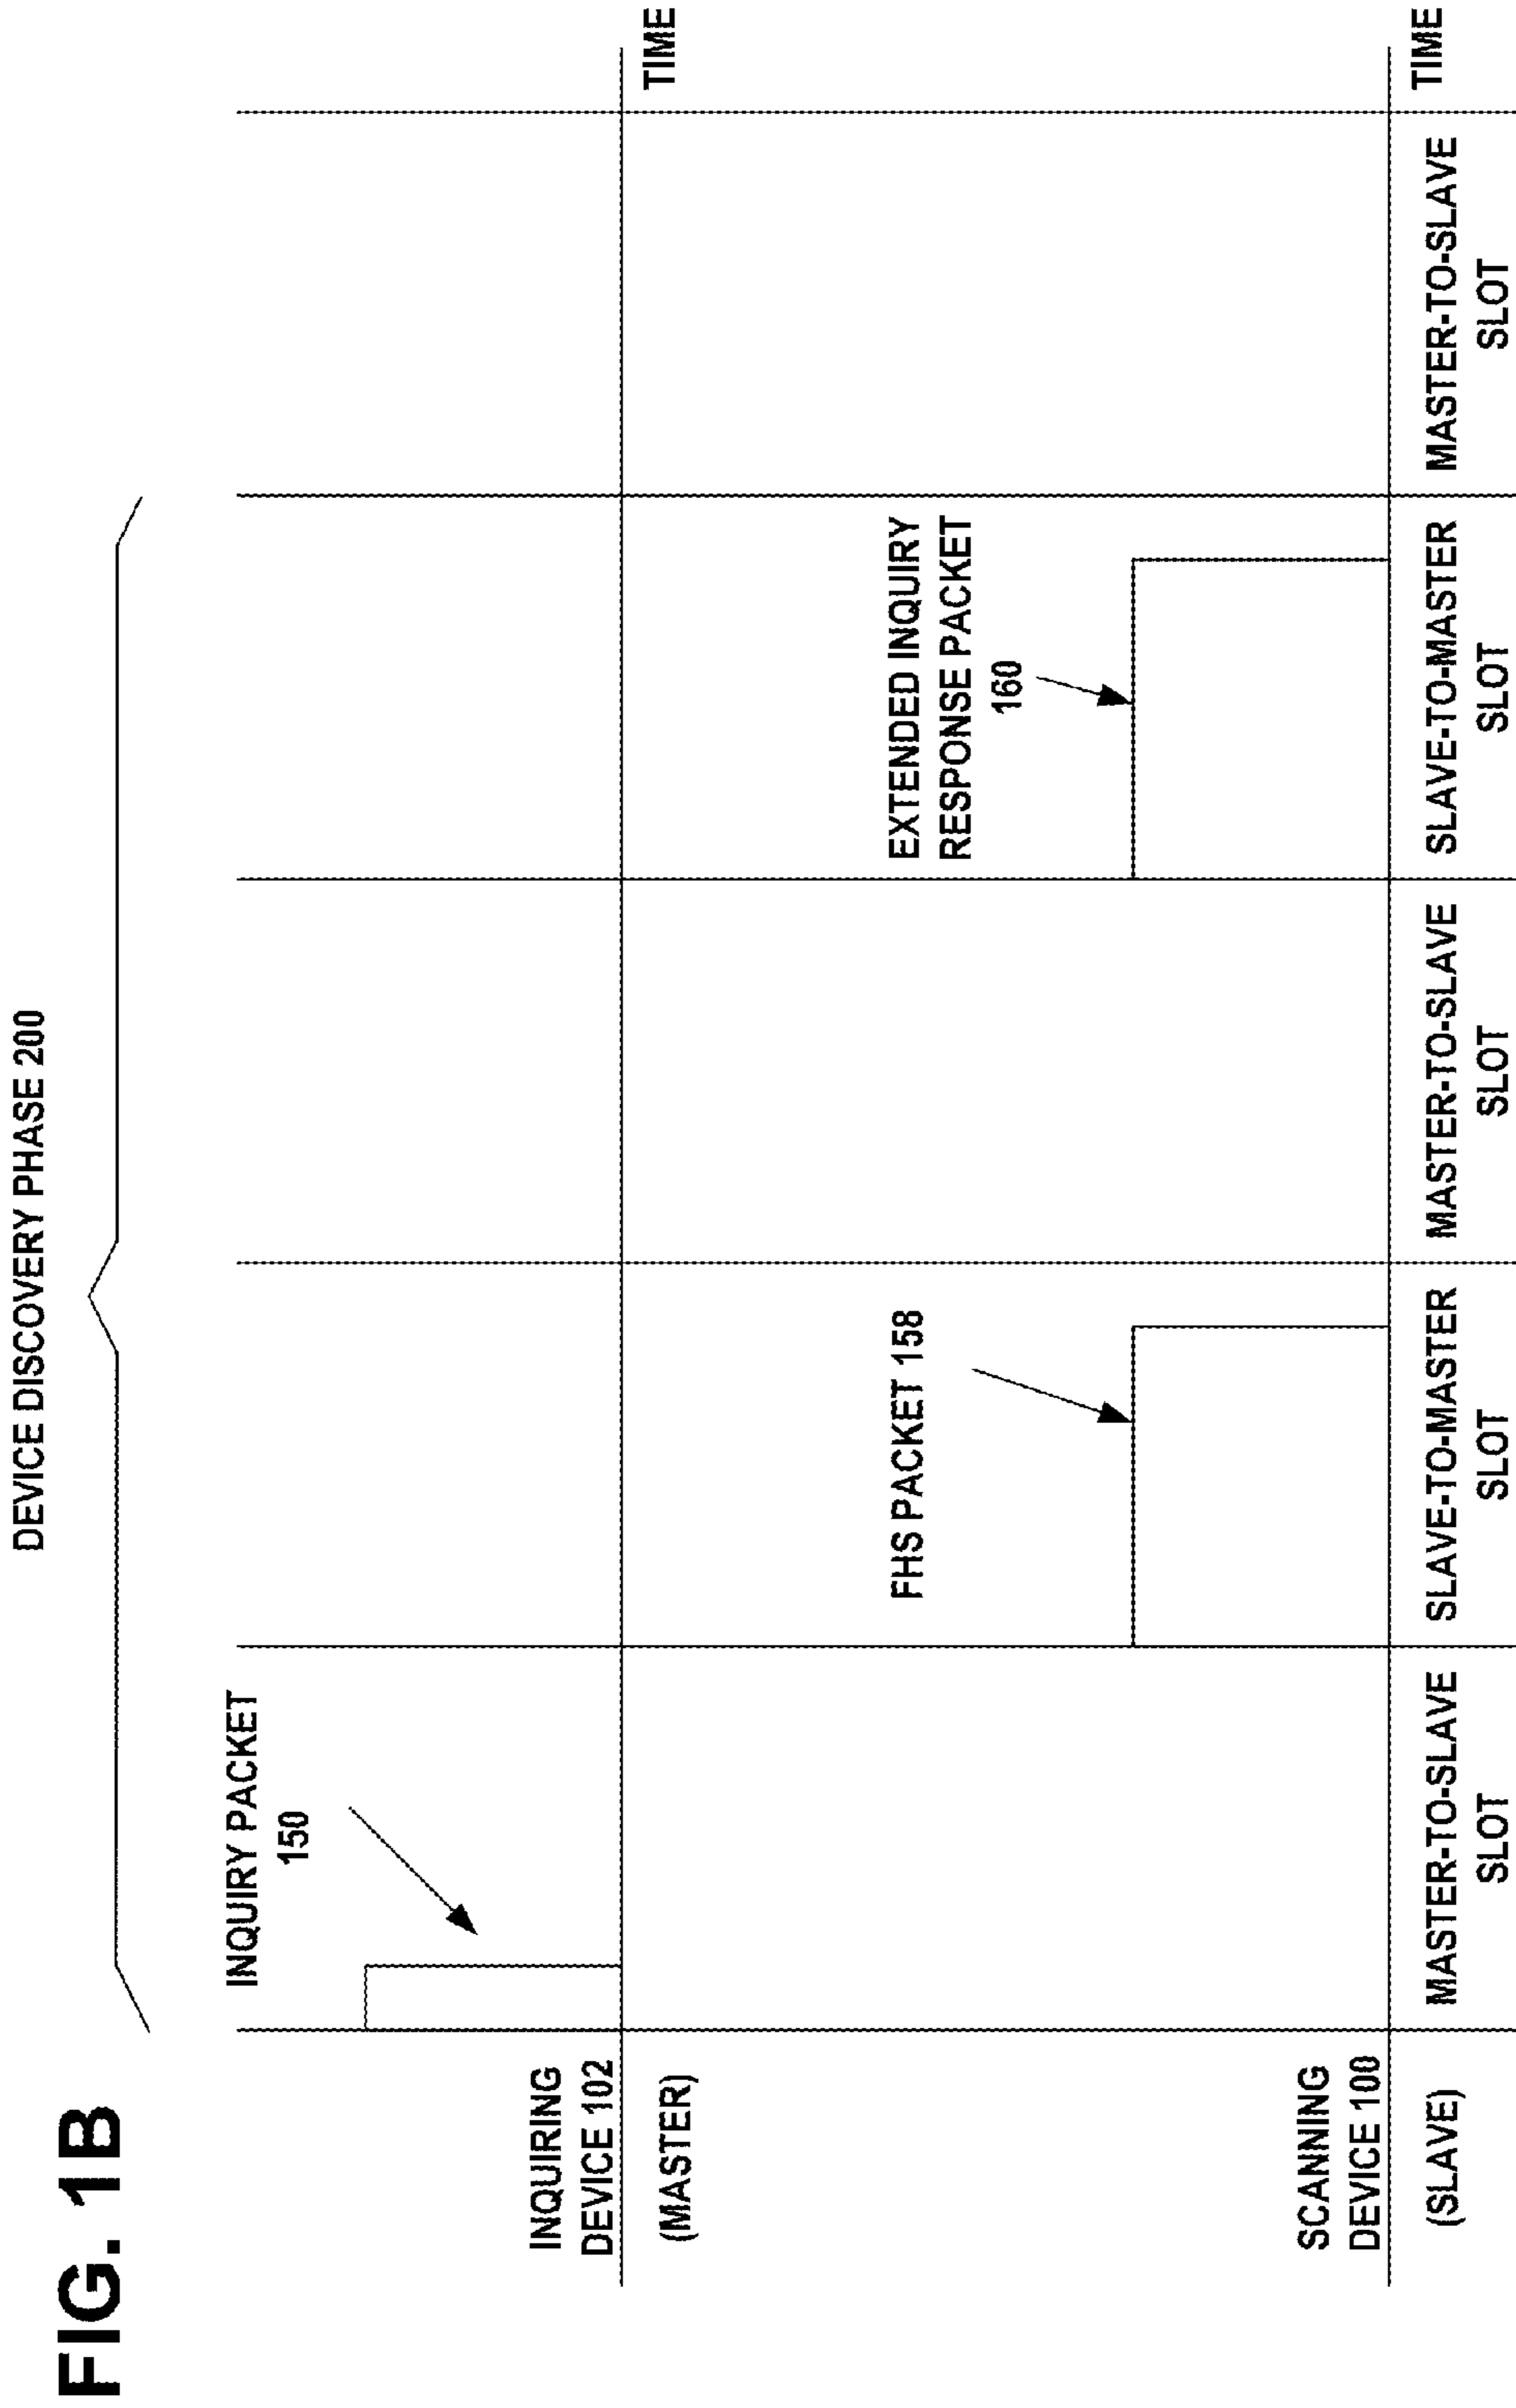 FIG. 1B
DEVICE DISCOVERY PHASE 200
INQUIRY PACKET
150
INQUIRING
DEVICE 102
(MASTER)
TIME
FHS PACKET 158
EXTENDED INQUIRY
RESPONSE PACKET
160
SCANNING
DEVICE 100
(SLAVE)
TIME
MASTER-TO-SLAVE
SLOT
SLAVE-TO-MASTER
SLOT
MASTER-TO-SLAVE
SLOT
SLAVE-TO-MASTER
SLOT
MASTER-TO-SLAVE
SLOT